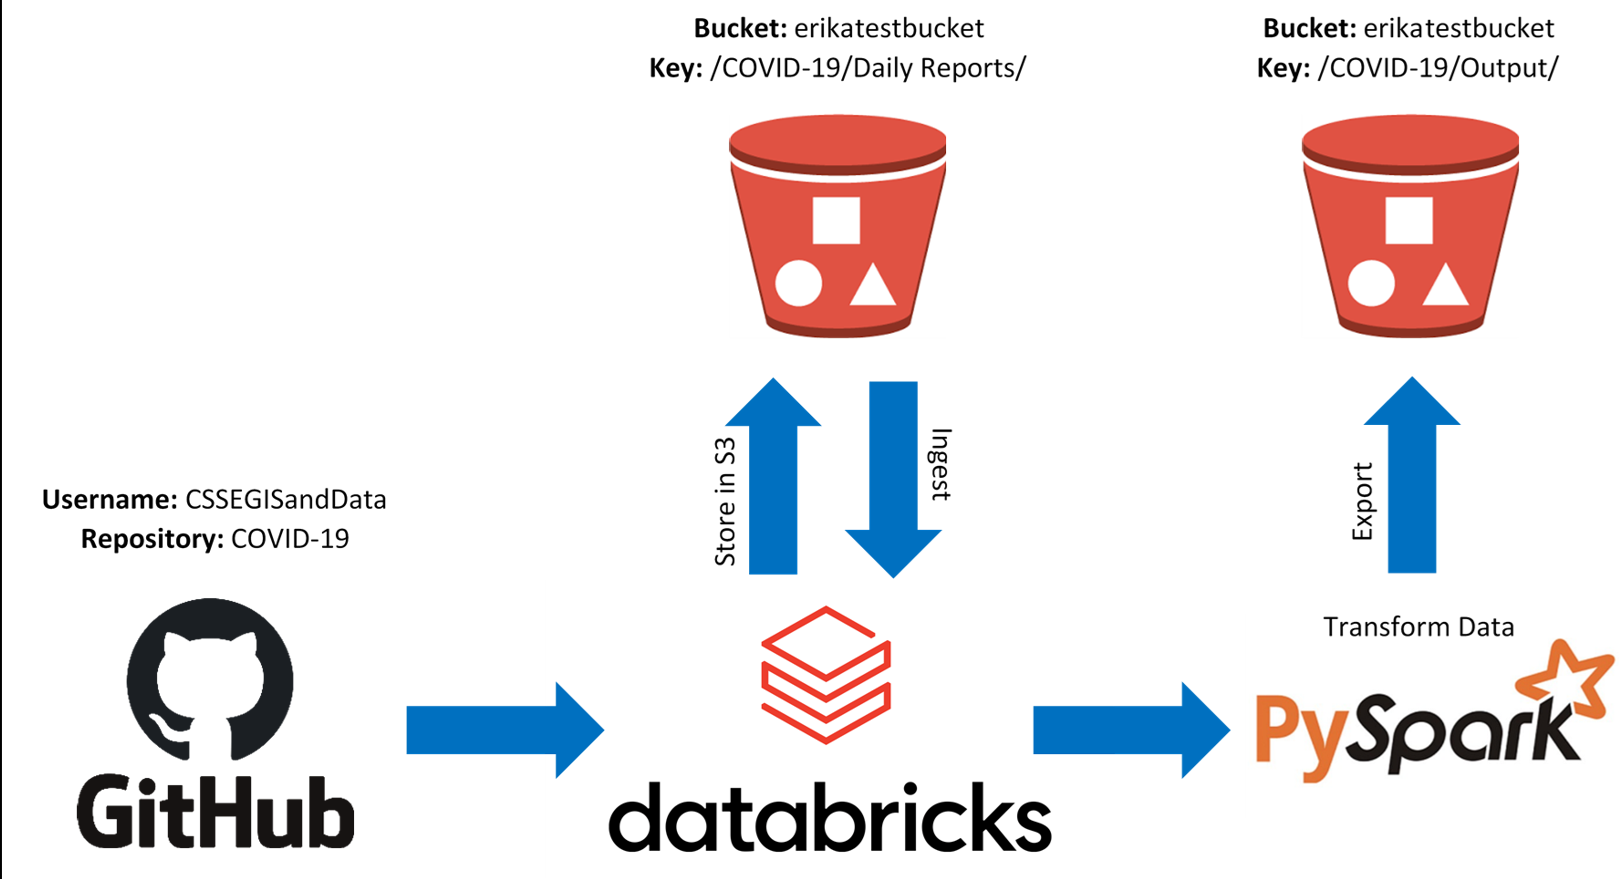 Bucket: erikatestbucket
Key: /COVID-19/Daily Reports/
Bucket: erikatestbucket
Key: /COVID-19/Output/
Store in S3
Ingest
Export
Username: CSSEGISandData
Repository: COVID-19
GitHub
databricks
Transform Data
PySpark